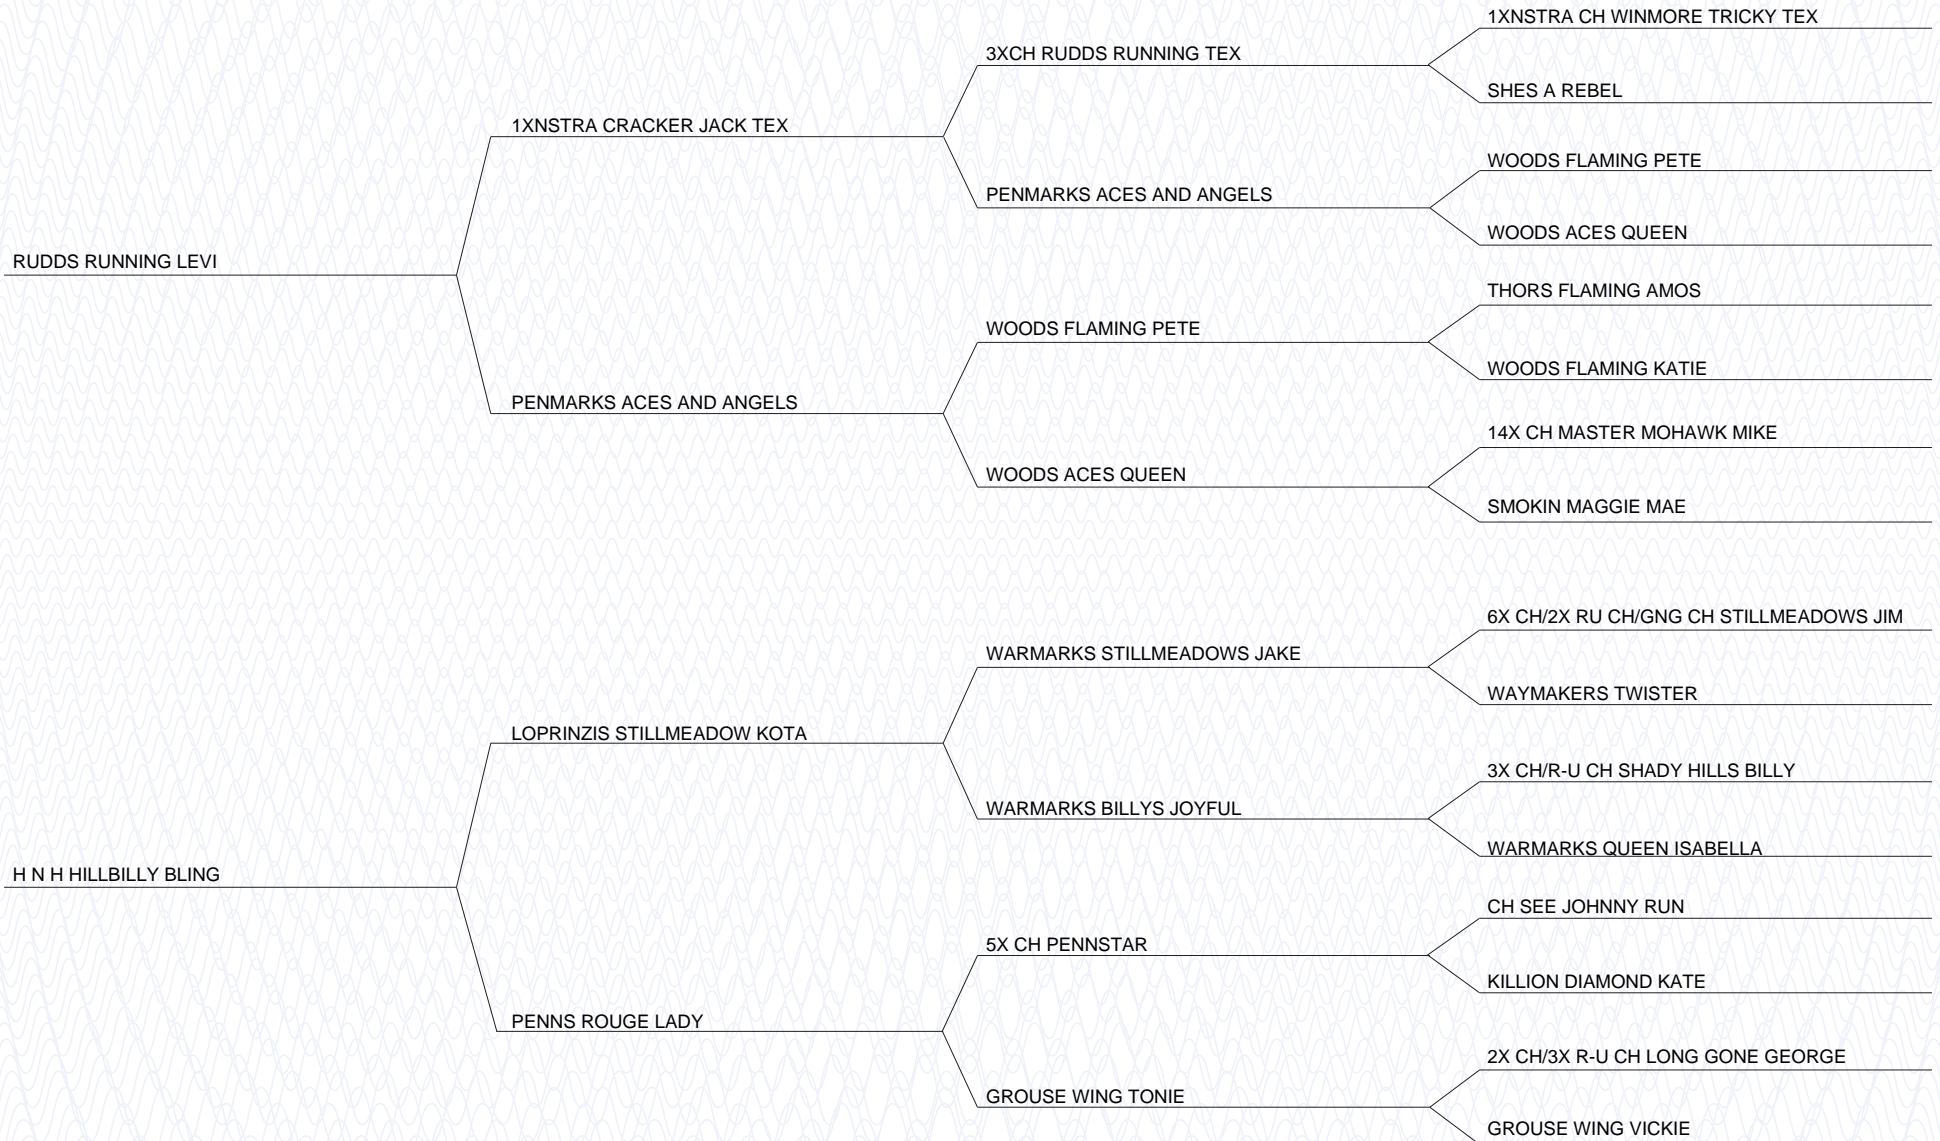 1XNSTRA CH WINMORE TRICKY TEX
3XCH RUDDS RUNNING TEX
SHES A REBEL
1XNSTRA CRACKER JACK TEX
WOODS FLAMING PETE
PENMARKS ACES AND ANGELS
WOODS ACES QUEEN
RUDDS RUNNING LEVI
THORS FLAMING AMOS
WOODS FLAMING PETE
WOODS FLAMING KATIE
PENMARKS ACES AND ANGELS
14X CH MASTER MOHAWK MIKE
WOODS ACES QUEEN
SMOKIN MAGGIE MAE
6X CH/2X RU CH/GNG CH STILLMEADOWS JIM
WARMARKS STILLMEADOWS JAKE
WAYMAKERS TWISTER
LOPRINZIS STILLMEADOW KOTA
3X CH/R-U CH SHADY HILLS BILLY
WARMARKS BILLYS JOYFUL
WARMARKS QUEEN ISABELLA
H N H HILLBILLY BLING
CH SEE JOHNNY RUN
5X CH PENNSTAR
KILLION DIAMOND KATE
PENNS ROUGE LADY
2X CH/3X R-U CH LONG GONE GEORGE
GROUSE WING TONIE
GROUSE WING VICKIE